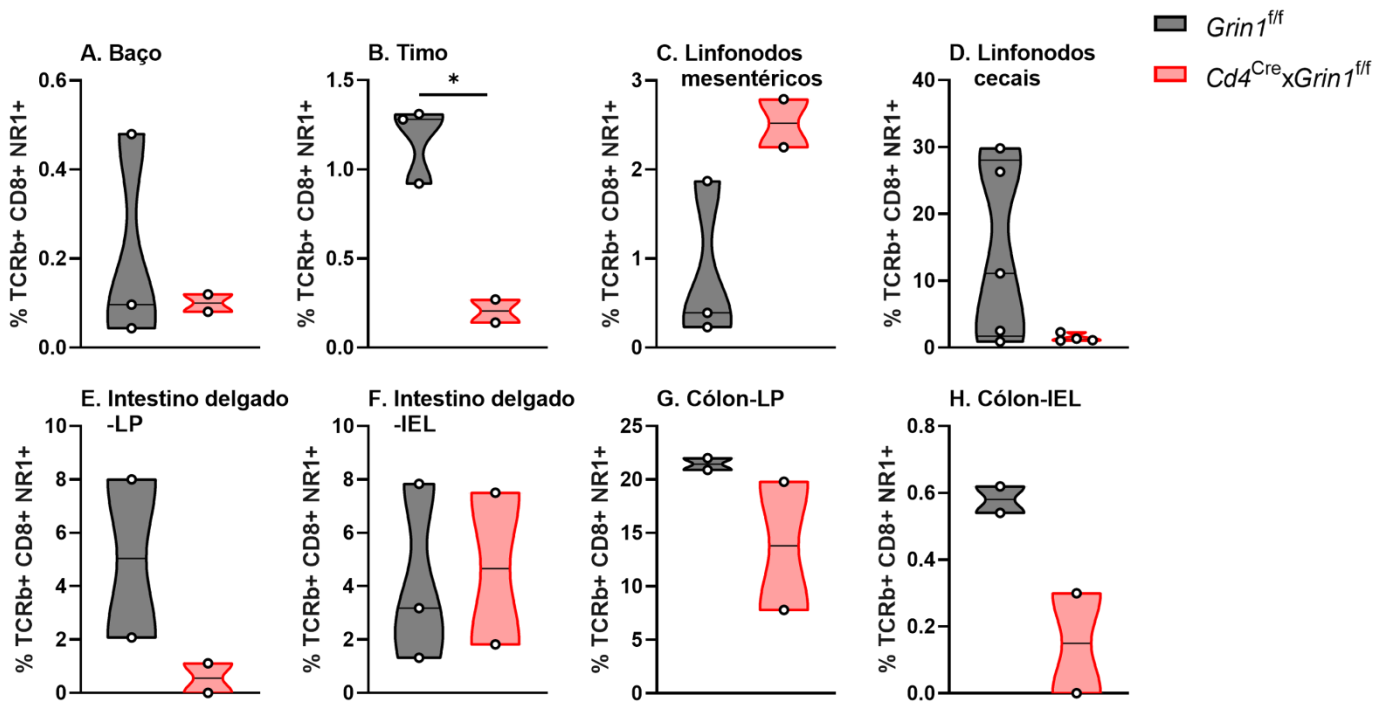 Grin1f/f
Cd4CrexGrin1f/f
A. Baço
% TCRb+ CD8+ NR1+
0.6
0.4
0.2
0.0
B. Timo
% TCRb+ CD8+ NR1+
1.5
1.0
0.5
0.0
*
C. Linfonodos
mesentéricos
% TCRb+ CD8+ NR1+
3
2
1
0
D. Linfonodos
cecais
% TCRb+ CD8+ NR1+
40
30
20
10
0
E. Intestino delgado
-LP
% TCRb+ CD8+ NR1+
8
6
4
2
0
F. Intestino delgado
-IEL
% TCRb+ CD8+ NR1+
8
6
4
2
0
G. Cólon-LP
% TCRb+ CD8+ NR1+
25
20
15
10
5
0
H. Cólon-IEL
% TCRb+ CD8+ NR1+
0.8
0.6
0.4
0.2
0.0